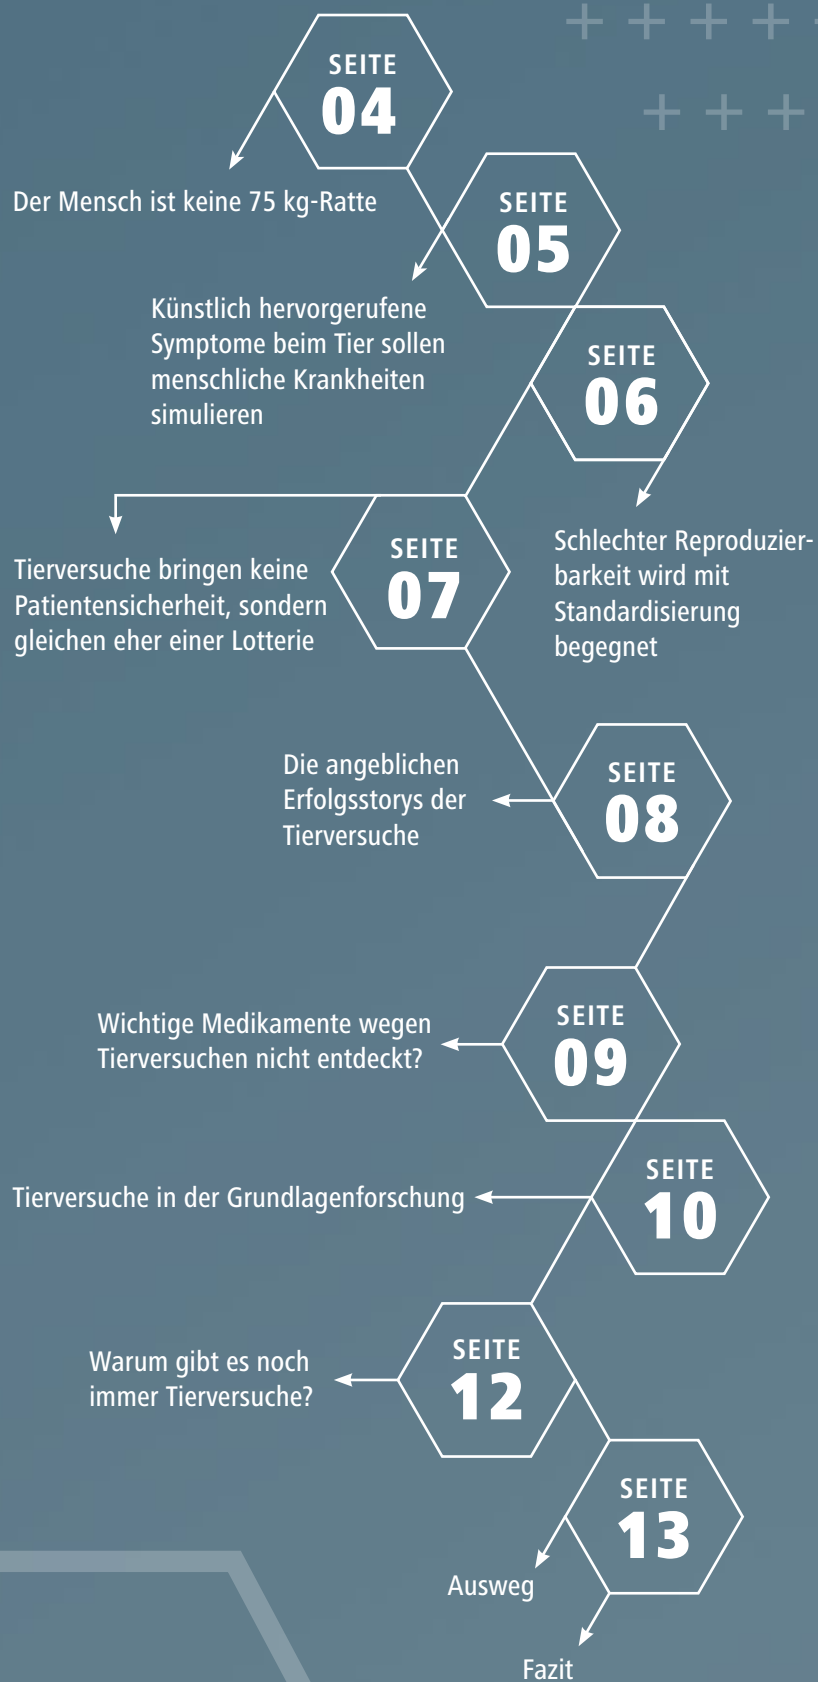 SEITE
04
Der Mensch ist keine 75 kg-Ratte
SEITE
05
Künstlich hervorgerufene
Symptome beim Tier sollen
menschliche Krankheiten
simulieren
SEITE
06
Schlechter Reproduzier-
barkeit wird mit
Standardisierung
begegnet
SEITE
07
Tierversuche bringen keine
Patientensicherheit, sondern
gleichen eher einer Lotterie
SEITE
08
Die angeblichen
Erfolgsstorys der
Tierversuche
SEITE
09
Wichtige Medikamente wegen
Tierversuchen nicht entdeckt?
SEITE
10
Tierversuche in der Grundlagenforschung
SEITE
12
Warum gibt es noch
immer Tierversuche?
SEITE
13
Ausweg
Fazit